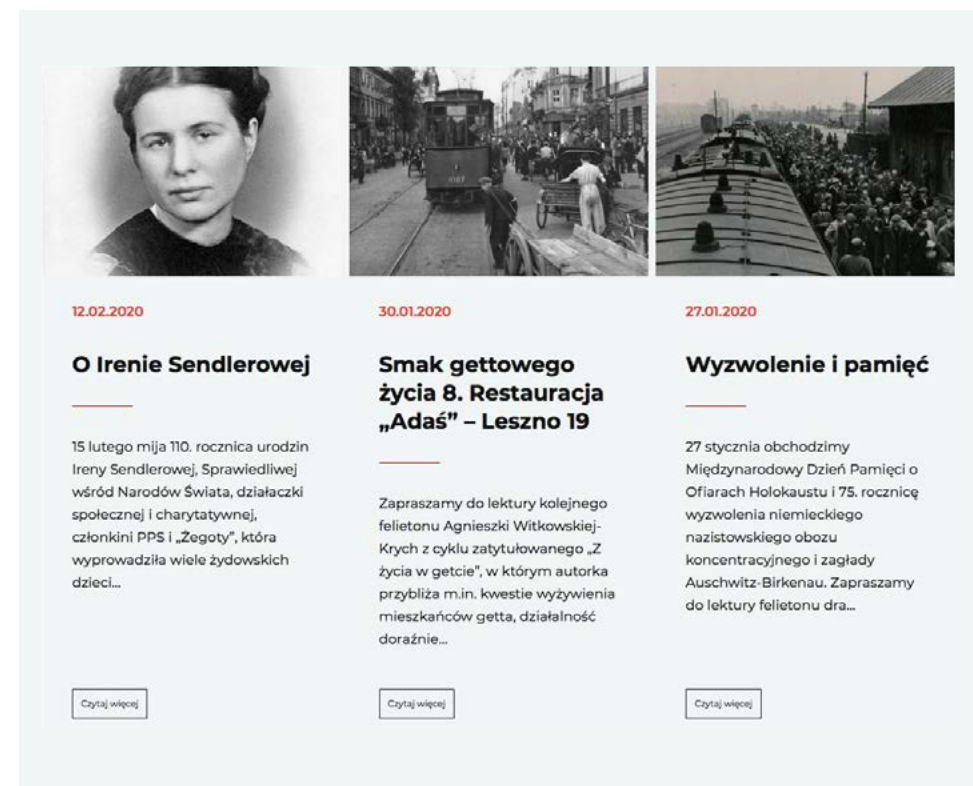 12.02.2020
O Irenie Sendlerowej
15 lutego mija 110. rocznica urodzin
Ireny Sendlerowej, Sprawiedliwej
wśród Narodów Świata, działaczki
społecznej i charytatywnej,
członkini PPS i „Żegoty”, która
wyprowadziła wiele żydowskich
dzieci...
Czytaj więcej
30.01.2020
Smak gettowego
życia 8. Restauracja
„Adaś” – Leszno 19
Zapraszamy do lektury kolejnego
felietonu Agnieszki Witkowskiej-
Krych z cyklu zatytułowanego „Z
życia w getcie”, w którym autorka
przybliża m.in. kwestie wyżywienia
mieszkańców getta, działalność
doraźnie...
Czytaj więcej
27.01.2020
Wyzwolenie i pamięć
27 stycznia obchodzimy
Międzynarodowy Dzień Pamięci o
Ofiarach Holokaustu i 75. rocznicę
wyzwolenia niemieckiego
nazistowskiego obozu
koncentracyjnego i zagłady
Auschwitz-Birkenau. Zapraszamy
do lektury felietonu dra...
Czytaj więcej